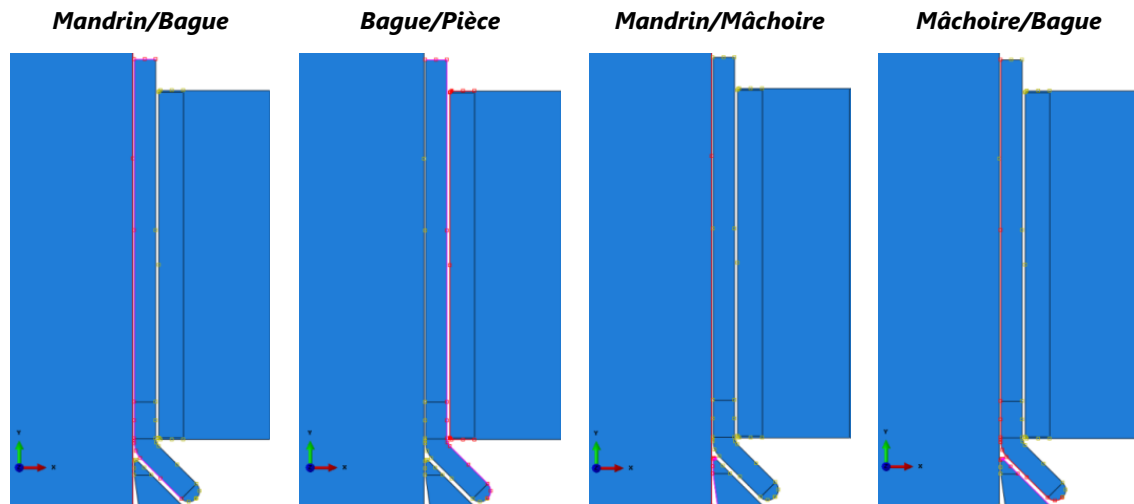 Mandrin/Bague
Bague/Pièce
Mandrin/Mâchoire
Mâchoire/Bague
Y
X
Y
X
Y
X
Y
X